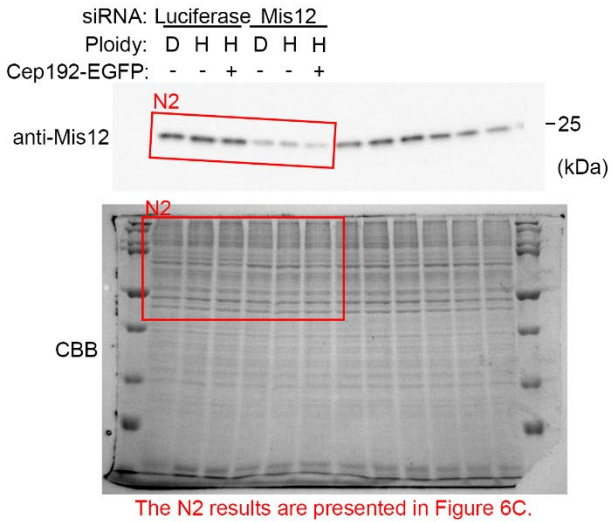 siRNA: Luciferase Mis12
Ploidy: D H H D H H
Cep192-EGFP: - - + - - +
N2
anti-Mis12
-25
(kDa)
N2
CBB
The N2 results are presented in Figure 6C.